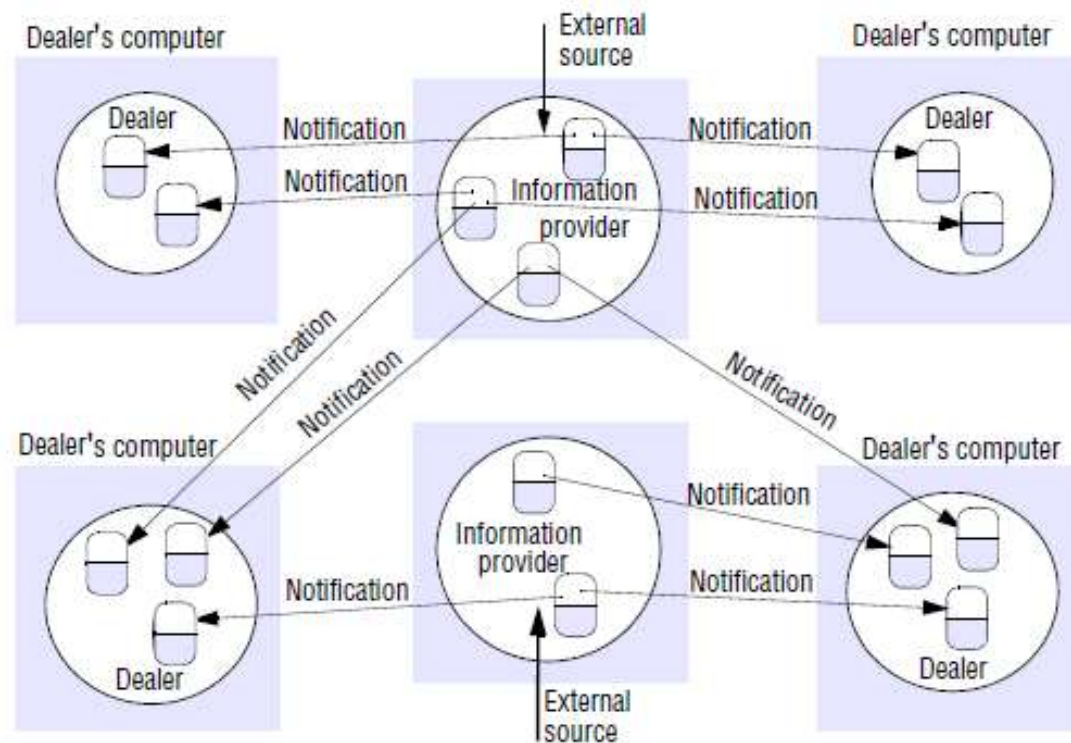 External
source
Dealer's computer
Dealer's computer
Dealer
Notification
Notification
Dealer
Notification
Information
provider
Notification
Notification
Notification
Notification
Dealer's computer
Dealer's computer
Notification
Information
provider
Notification
Notification
Dealer
Dealer
External
source